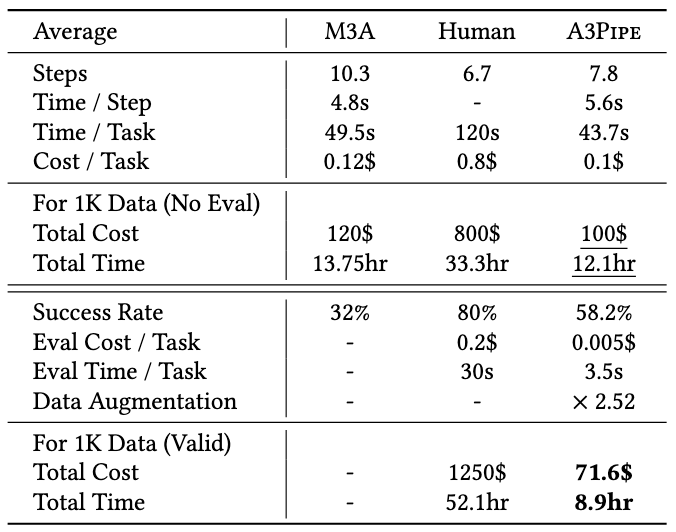 Average M3A Human A3Pipe
Steps 10.3 6.7 7.8
Time / Step 4.8s - 5.6s
Time / Task 49.5s 120s 43.7s
Cost / Task 0.12$ 0.8$ 0.1$
For 1K Data (No Eval)
Total Cost 120$ 800$ 100$
Total Time 13.75hr 33.3hr 12.1hr
Success Rate 32% 80% 58.2%
Eval Cost / Task - 0.2$ 0.005$
Eval Time / Task - 30s 3.5s
Data Augmentation - - × 2.52
For 1K Data (Valid)
Total Cost - 1250$ 71.6$
Total Time - 52.1hr 8.9hr